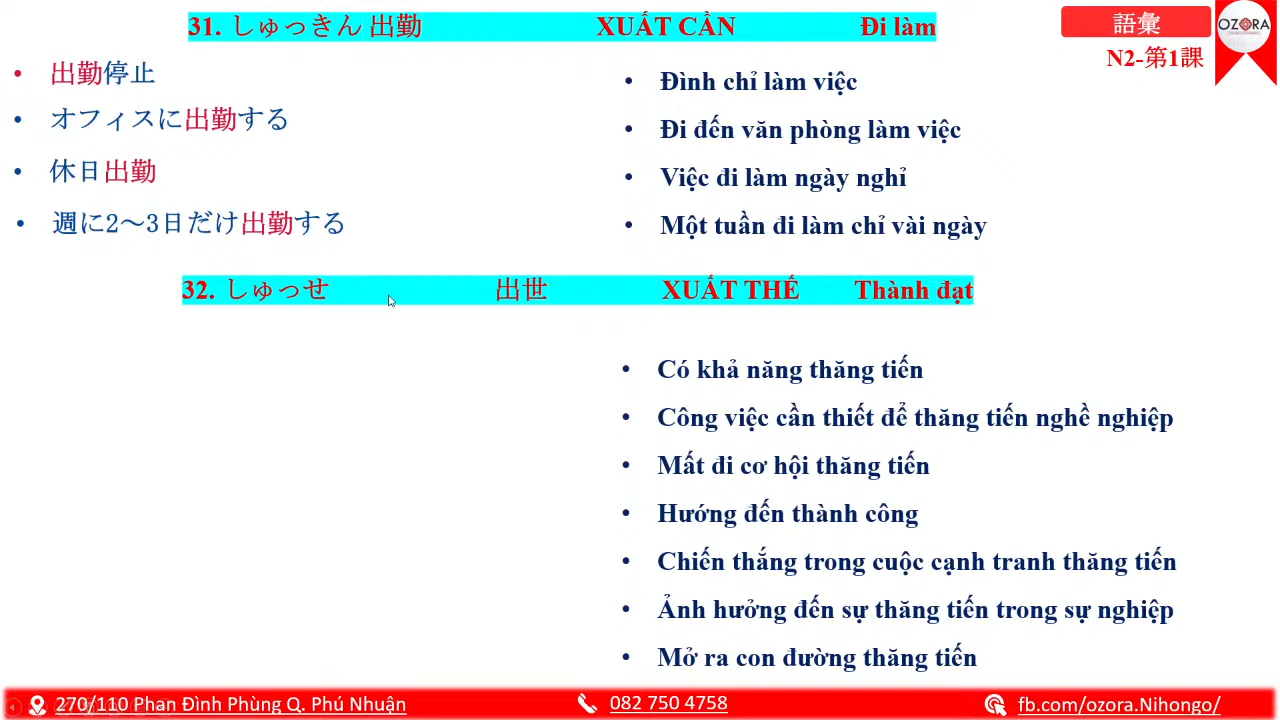 31. しゅっきん 出勤 XUẤT CẦN Đi làm
語彙
OZORA
N2-第1課
• 出勤停止
• オフィスに出勤する
• 休日出勤
• 週に2～3日だけ出勤する
• Đình chỉ làm việc
• Đi đến văn phòng làm việc
• Việc đi làm ngày nghỉ
• Một tuần đi làm chỉ vài ngày
32. しゅっせ 出世 XUẤT THẾ Thành đạt
• Có khả năng thăng tiến
• Công việc cần thiết để thăng tiến nghề nghiệp
• Mất đi cơ hội thăng tiến
• Hướng đến thành công
• Chiến thắng trong cuộc cạnh tranh thăng tiến
• Ảnh hưởng đến sự thăng tiến trong sự nghiệp
• Mở ra con đường thăng tiến
270/110 Phan Đình Phùng Q. Phú Nhuận
082 750 4758
fb.com/ozora.Nihongo/